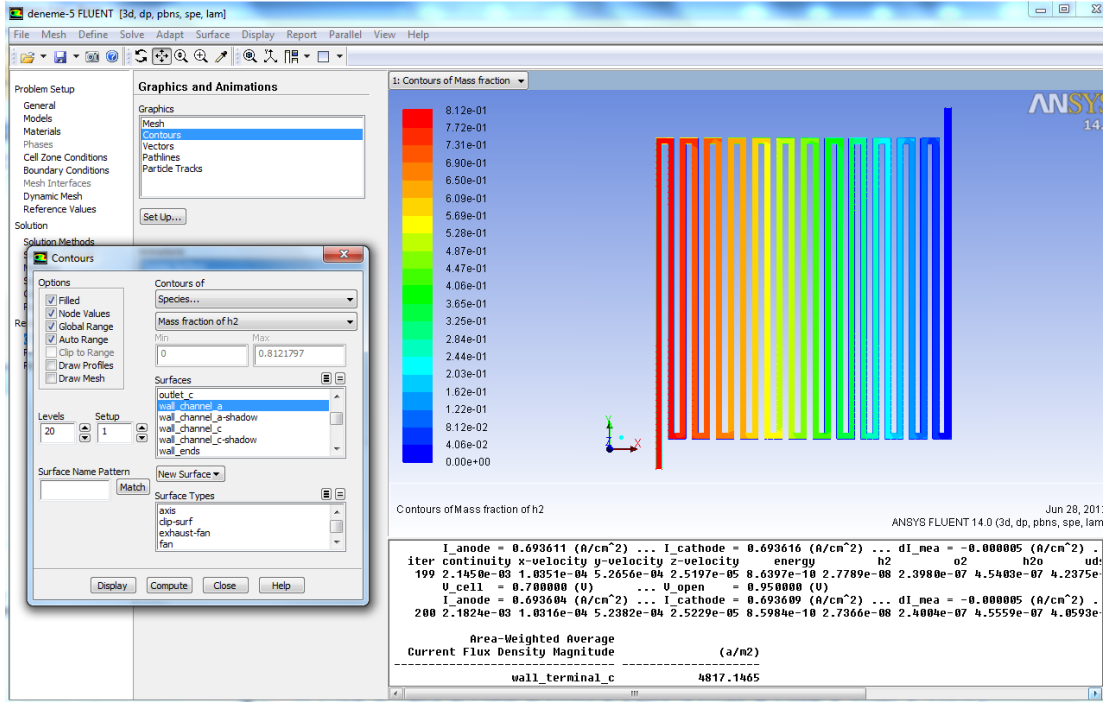 deneme-5 FLUENT [3d, dp, pbns, spe, lam]
File Mesh Define Solve Adapt Surface Display Report Parallel View Help
Problem Setup
General
Models
Materials
Phases
Cell Zone Conditions
Boundary Conditions
Mesh Interfaces
Dynamic Mesh
Reference Values
Solution
Solution Methods
Graphics and Animations
Graphics
Mesh
Contours
Vectors
Pathlines
Particle Tracks
Set Up...
Contours
Options
Filled
Node Values
Global Range
Auto Range
Clip to Range
Draw Profiles
Draw Mesh
Levels Setup
20 1
Surface Name Pattern
Match
Contours of
Species...
Mass fraction of h2
Min Max
0 0.8121797
Surfaces
outlet_c
wall_channel_a
wall_channel_a-shadow
wall_channel_c
wall_channel_c-shadow
wall_ends
New Surface
Surface Types
axis
clip-surf
exhaust-fan
fan
Display Compute Close Help
1: Contours of Mass fraction
8.12e-01
7.72e-01
7.31e-01
6.90e-01
6.50e-01
6.09e-01
5.69e-01
5.28e-01
4.87e-01
4.47e-01
4.06e-01
3.65e-01
3.25e-01
2.84e-01
2.44e-01
2.03e-01
1.62e-01
1.22e-01
8.12e-02
4.06e-02
0.00e+00
ANSYS
14.
Y
Z X
Contours of Mass fraction of h2
Jun 28, 201
ANSYS FLUENT 14.0 (3d, dp, pbns, spe, lam
I_anode = 0.693611 (A/cm^2) ... I_cathode = 0.693616 (A/cm^2) ... dI_mea = -0.000005 (A/cm^2) .
iter continuity x-velocity y-velocity z-velocity energy h2 o2 h2o uds
199 2.1450e-03 1.0351e-04 5.2656e-04 2.5197e-05 8.6397e-10 2.7789e-08 2.3980e-07 4.5403e-07 4.2375e-
V_cell = 0.700000 (V) ... V_open = 0.950000 (V)
I_anode = 0.693604 (A/cm^2) ... I_cathode = 0.693609 (A/cm^2) ... dI_mea = -0.000005 (A/cm^2) .
200 2.1824e-03 1.0316e-04 5.2382e-04 2.5229e-05 8.5984e-10 2.7366e-08 2.4004e-07 4.5559e-07 4.0593e-
Area-Weighted Average
Current Flux Density Magnitude (a/m2)
-------------------------------- --------------------
wall_terminal_c 4817.1465